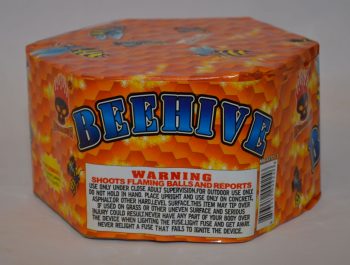 BEEHIVE
WARNING
SHOOTS FLAMING BALLS AND REPORTS
USE ONLY UNDER CLOSE ADULT SUPERVISION.FOR OUTDOOR USE ONLY
DO NOT HOLD IN HAND. PLACE UPRIGHT AND USE ONLY ON CONCRETE,
ASPHALT,OR OTHER HARD,LEVEL SURFACE.THIS ITEM MAY TIP OVER
IF USED ON GRASS OR OTHER UNEVEN SURFACE AND SERIOUS
INJURY COULD RESULT.NEVER HAVE ANY PART OF YOUR BODY OVER
THE DEVICE WHEN LIGHTING THE FUSE.LIGHT FUSE AND GET AWAY.
NEVER RELIGHT A FUSE THAT FAILS TO IGNITE THE DEVICE.